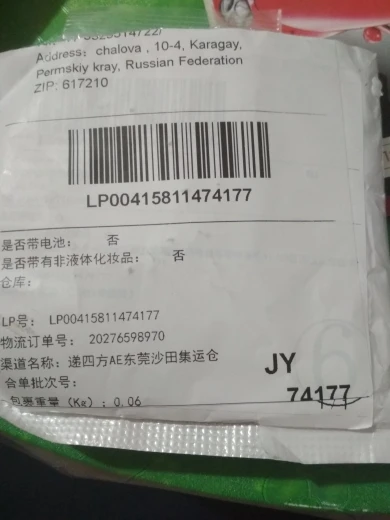 Address: chalova , 10-4, Karagay,
Permskiy kray, Russian Federation
ZIP: 617210
LP00415811474177
是否带电池: 否
是否带有非液体化妆品: 否
仓库:
LP号: LP00415811474177
物流订单号: 20276598970
渠道名称: 递四方AE东莞沙田集运仓
JY
合单批次号:
74177
包裹重量 (Kg): 0.06